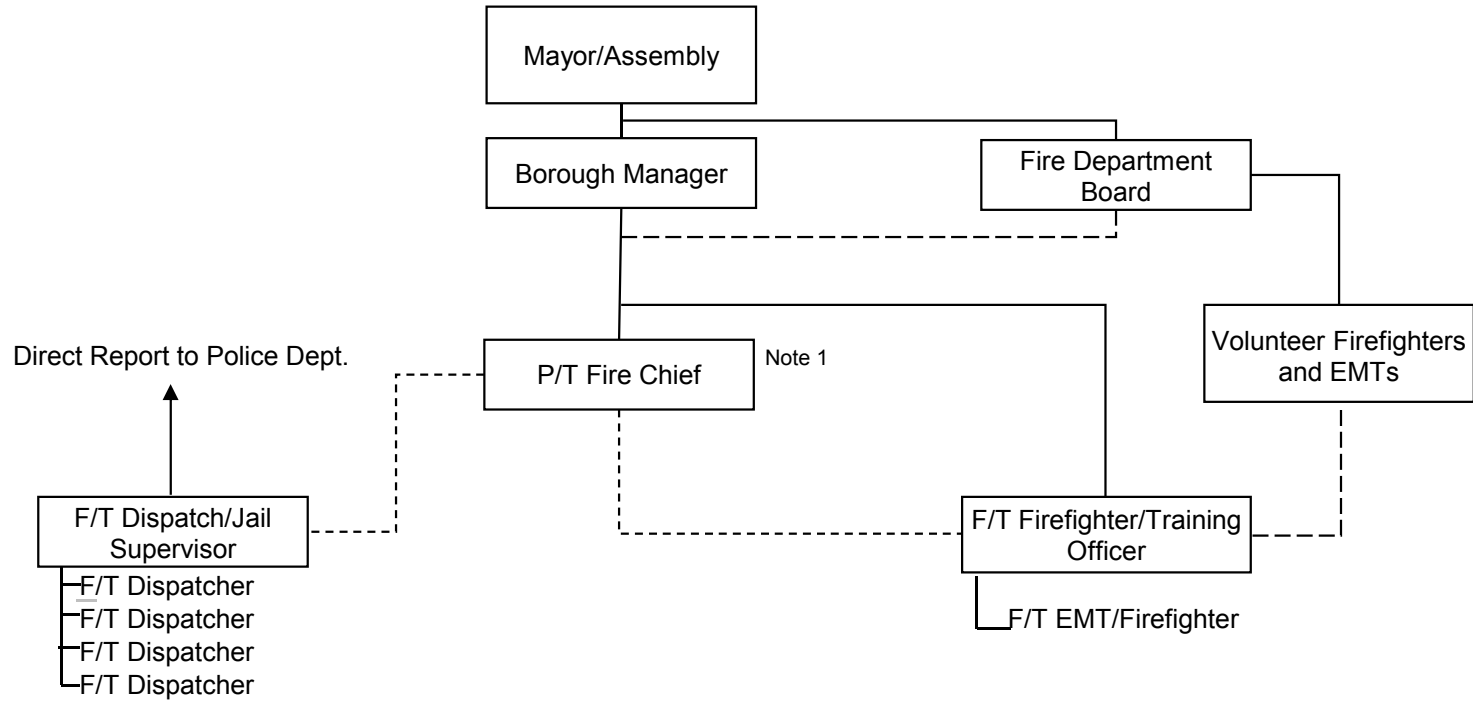 Mayor/Assembly
Borough Manager
Fire Department
Board
Direct Report to Police Dept.
P/T Fire Chief
Note 1
Volunteer Firefighters
and EMTs
F/T Dispatch/Jail
Supervisor
F/T Dispatcher
F/T Dispatcher
F/T Dispatcher
F/T Dispatcher
F/T Firefighter/Training
Officer
F/T EMT/Firefighter